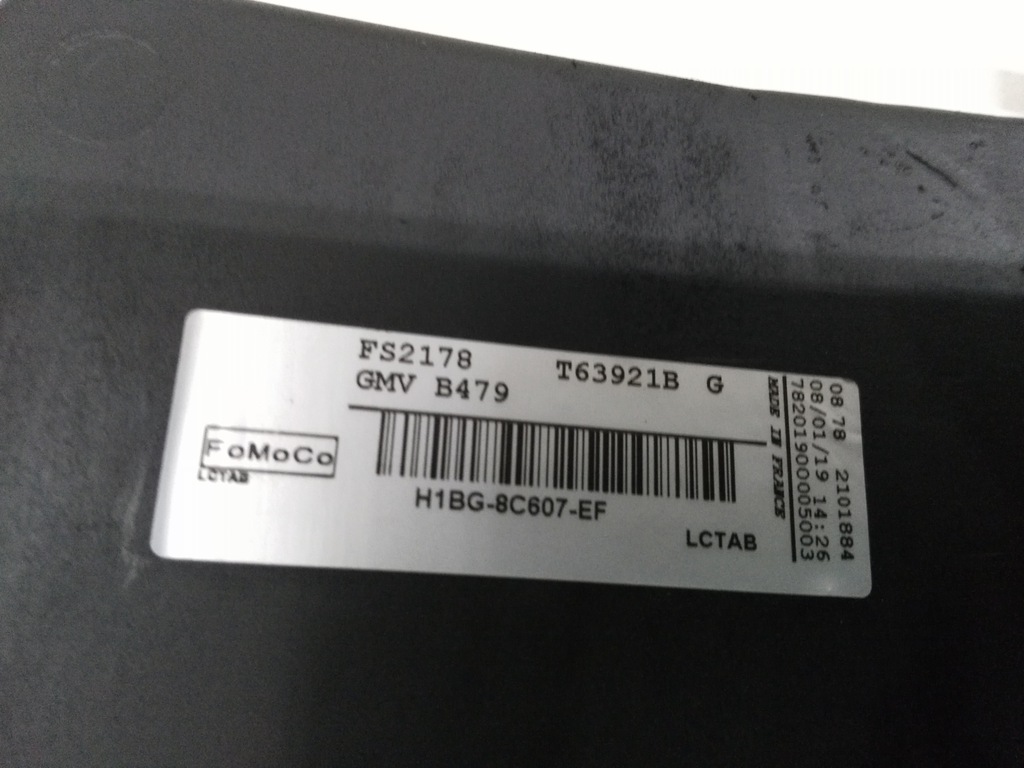 FS2178 T63921B G
GMV B479
FoMoCo
LCTAB
H1BG-8C607-EF
LCTAB
MADE IN FRANCE
08 78 2101884
08/01/19 14:26
7820190005003